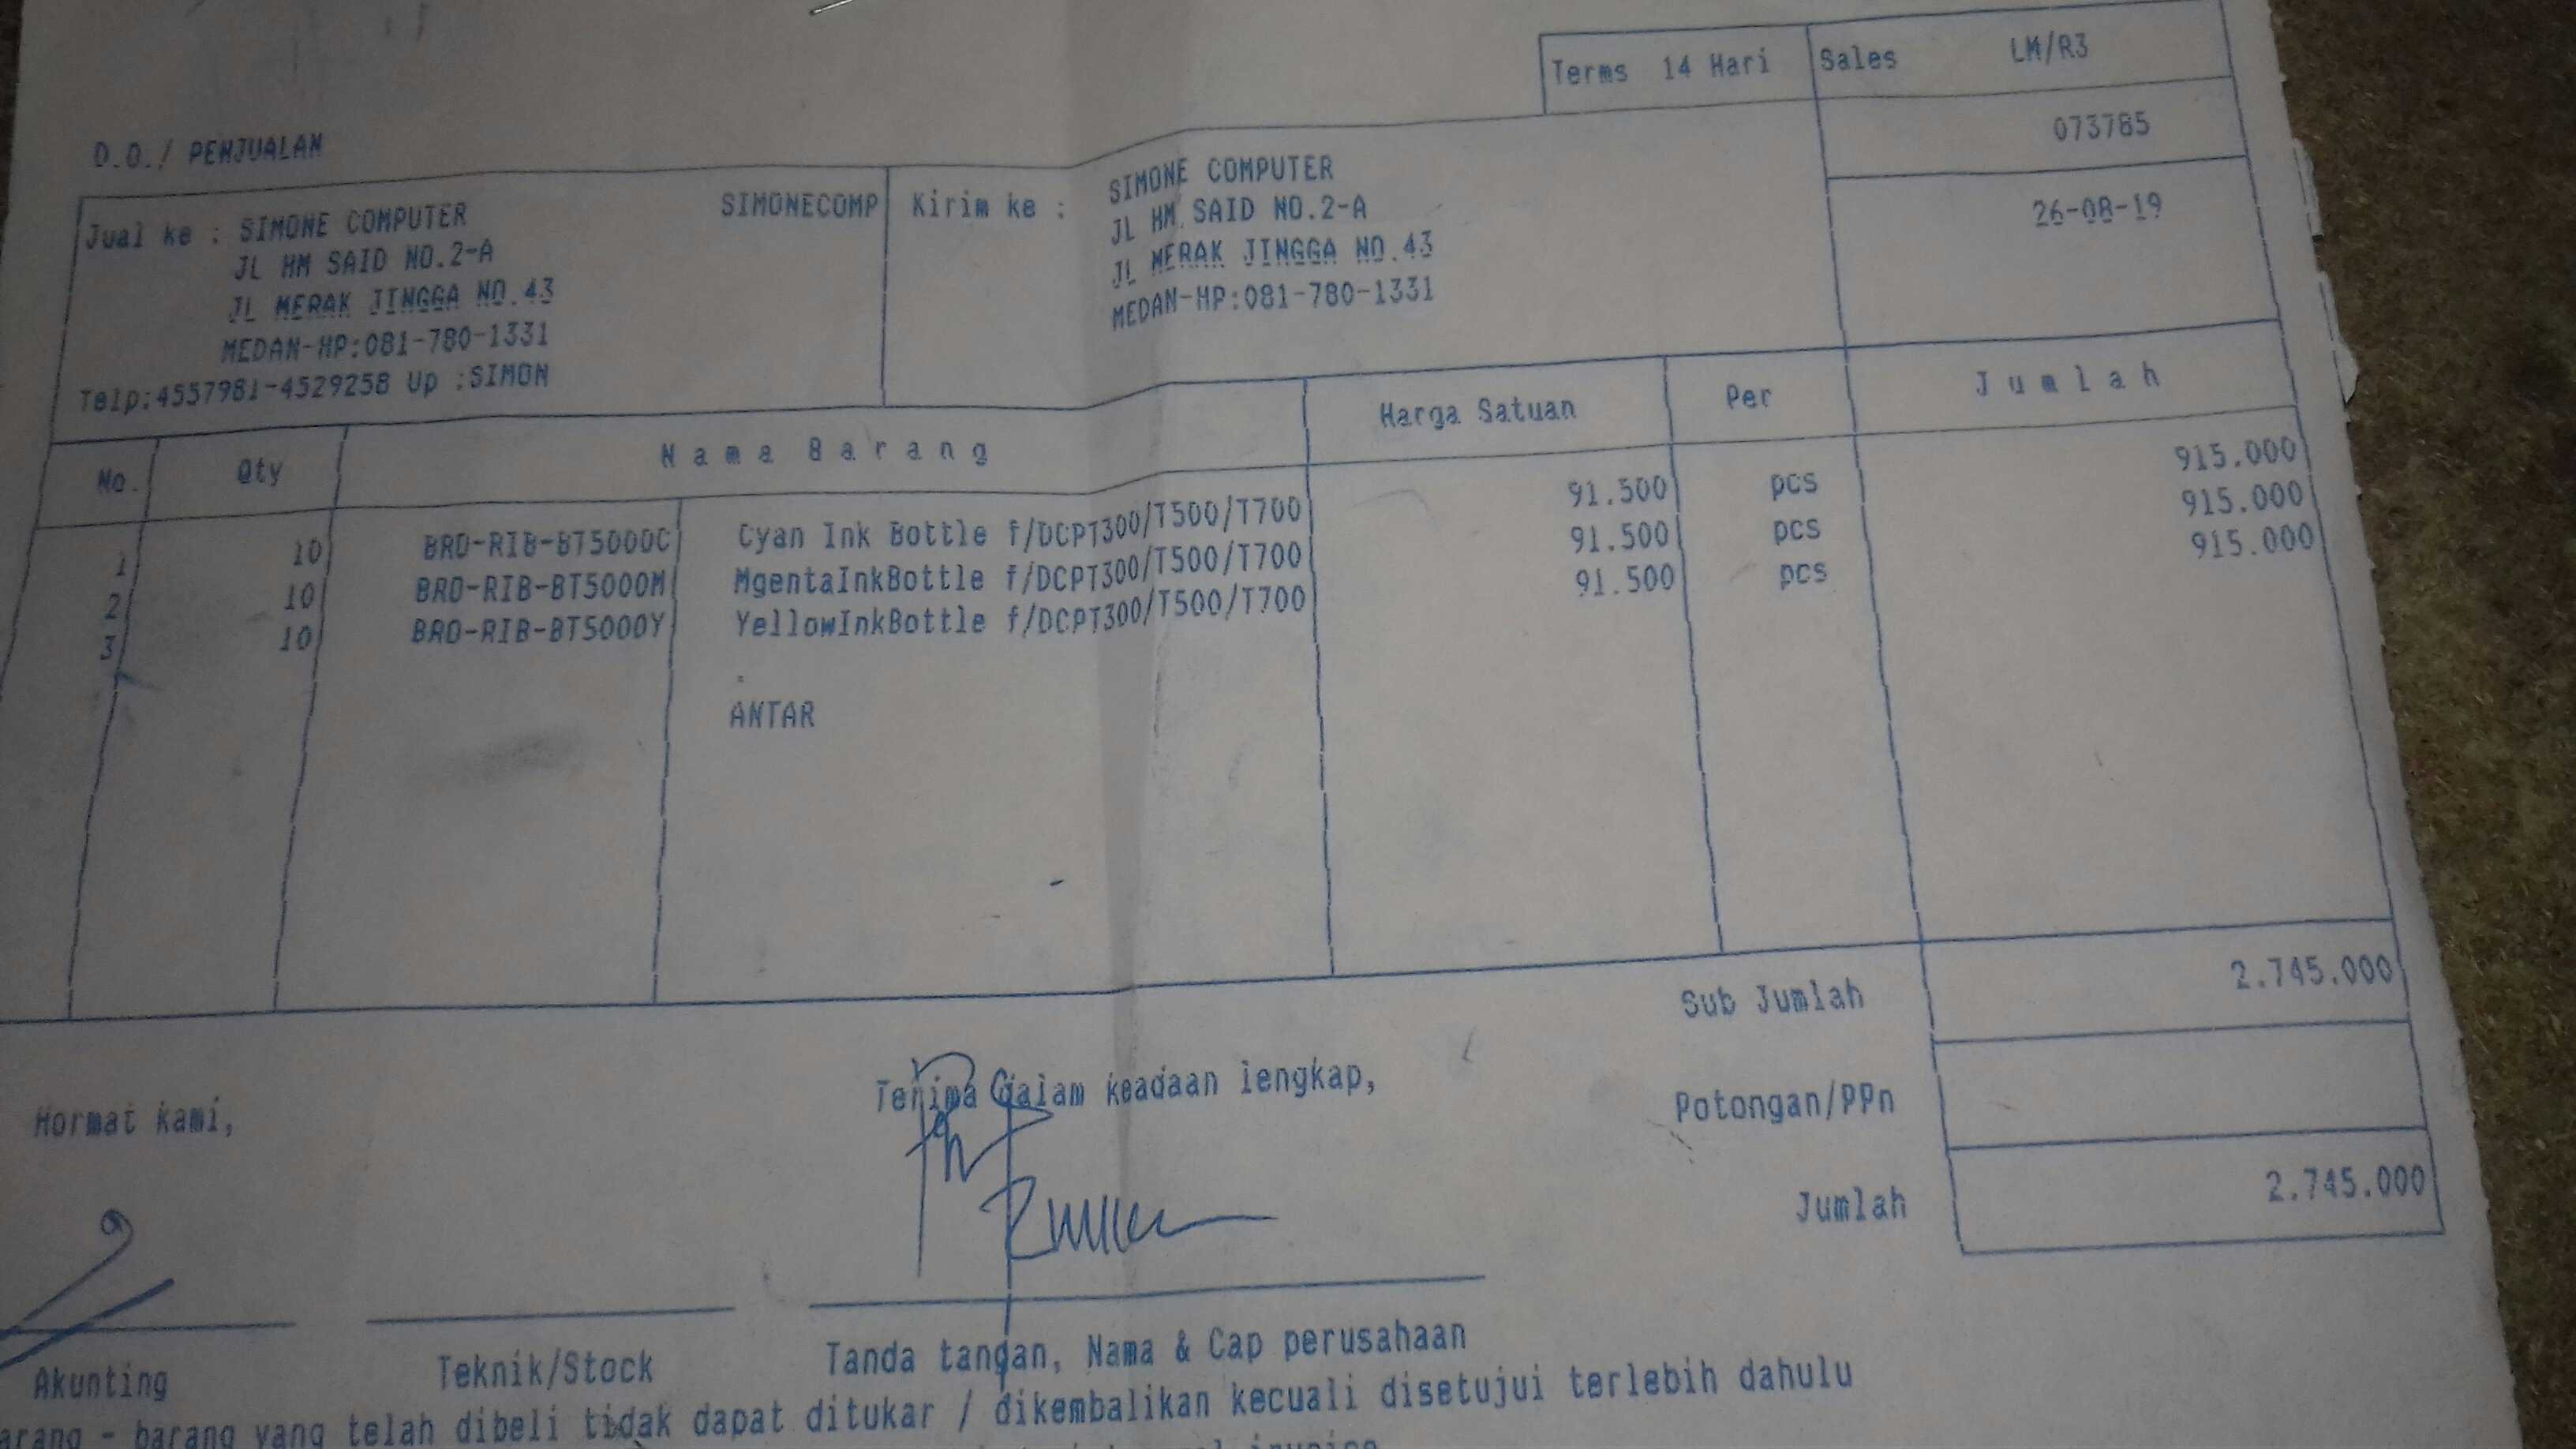 Terms 14 Hari Sales LM/R3
073785
26-08-19
D.O./ PENJUALAN
Jual ke : SIMONE COMPUTER SIMONECOMP
JL HM SAID NO.2-A
JL MERAK JINGGA NO.43
MEDAN-HP:081-780-1331
Telp:4557981-4529258 Up :SIMON
Kirim ke : SIMONE COMPUTER
JL HM SAID NO.2-A
JL MERAK JINGGA NO.43
MEDAN-HP:081-780-1331
No. Qty Nama Barang Harga Satuan Per Jumlah
1 10 BRO-RIB-BT5000C Cyan Ink Bottle f/DCPT300/T500/T700 91.500 pcs 915.000
2 10 BRO-RIB-BT5000M MgentaInkBottle f/DCPT300/T500/T700 91.500 pcs 915.000
3 10 BRO-RIB-BT5000Y YellowInkBottle f/DCPT300/T500/T700 91.500 pcs 915.000
.
ANTAR
Sub Jumlah 2.745.000
Potongan/PPn
Jumlah 2.745.000
Hormat kami,
Terima dalam keadaan lengkap,
Akunting
Teknik/Stock
Tanda tangan, Nama & Cap perusahaan
barang yang telah dibeli tidak dapat ditukar / dikembalikan kecuali disetujui terlebih dahulu